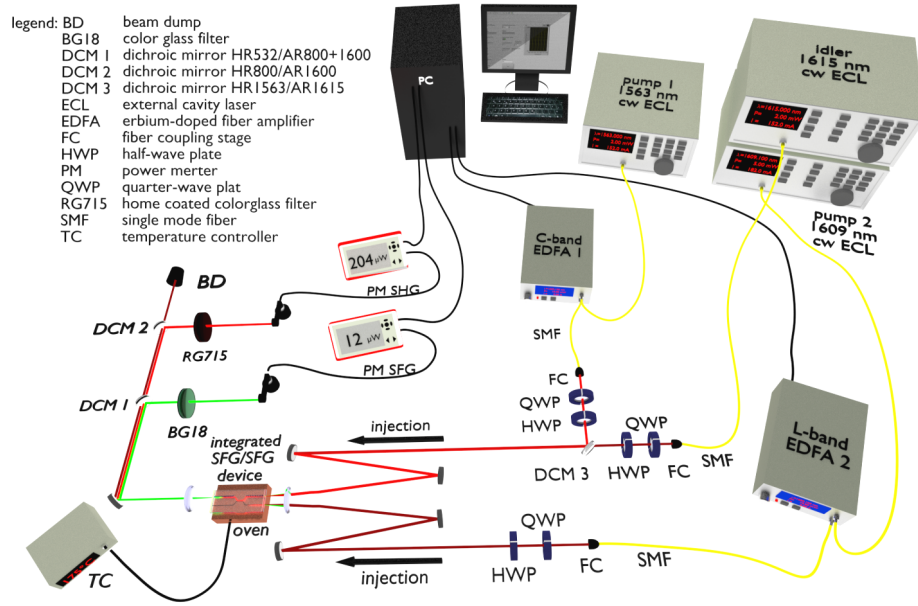 legend: BD beam dump
BG18 color glass filter
DCM 1 dichroic mirror HR532/AR800+1600
DCM 2 dichroic mirror HR800/AR1600
DCM 3 dichroic mirror HR1563/AR1615
ECL external cavity laser
EDFA erbium-doped fiber amplifier
FC fiber coupling stage
HWP half-wave plate
PM power merter
QWP quarter-wave plat
RG715 home coated colorglass filter
SMF single mode fiber
TC temperature controller
PC
pump 1
1563 nm
cw ECL
idler
1615 nm
cw ECL
pump 2
1609 nm
cw ECL
C-band
EDFA 1
204 µW
PM SHG
12 µW
PM SFG
BD
DCM 2
RG715
DCM 1
BG18
integrated
SFG/SFG
device
oven
TC
injection
injection
SMF
FC
QWP
HWP
DCM 3
QWP
HWP
FC
SMF
L-band
EDFA 2
QWP
HWP
FC
SMF